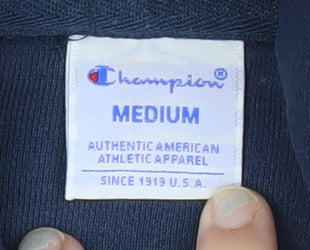 Champion®
MEDIUM
AUTHENTIC AMERICAN
ATHLETIC APPAREL
SINCE 1919 U.S.A.